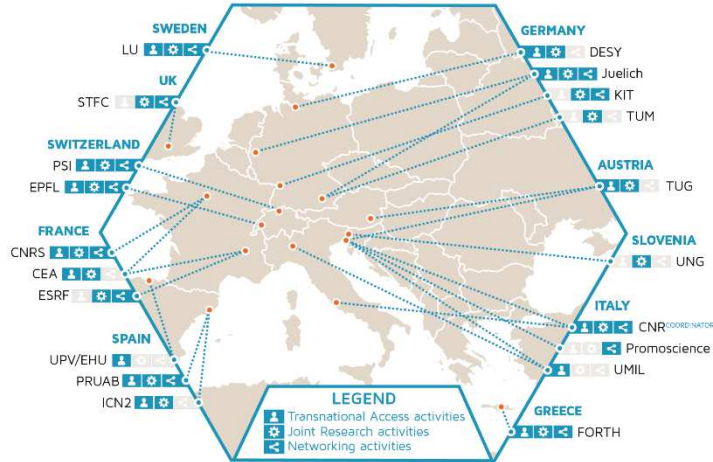 SWEDEN
LU
UK
STFC
SWITZERLAND
PSI
EPFL
FRANCE
CNRS
CEA
ESRF
SPAIN
UPV/EHU
PRUAB
ICN2
GERMANY
DESY
Juelich
KIT
TUM
AUSTRIA
TUG
SLOVENIA
UNG
ITALY
CNR COORDINATOR
Promoscience
UMIL
GREECE
FORTH
LEGEND
Transnational Access activities
Joint Research activities
Networking activities